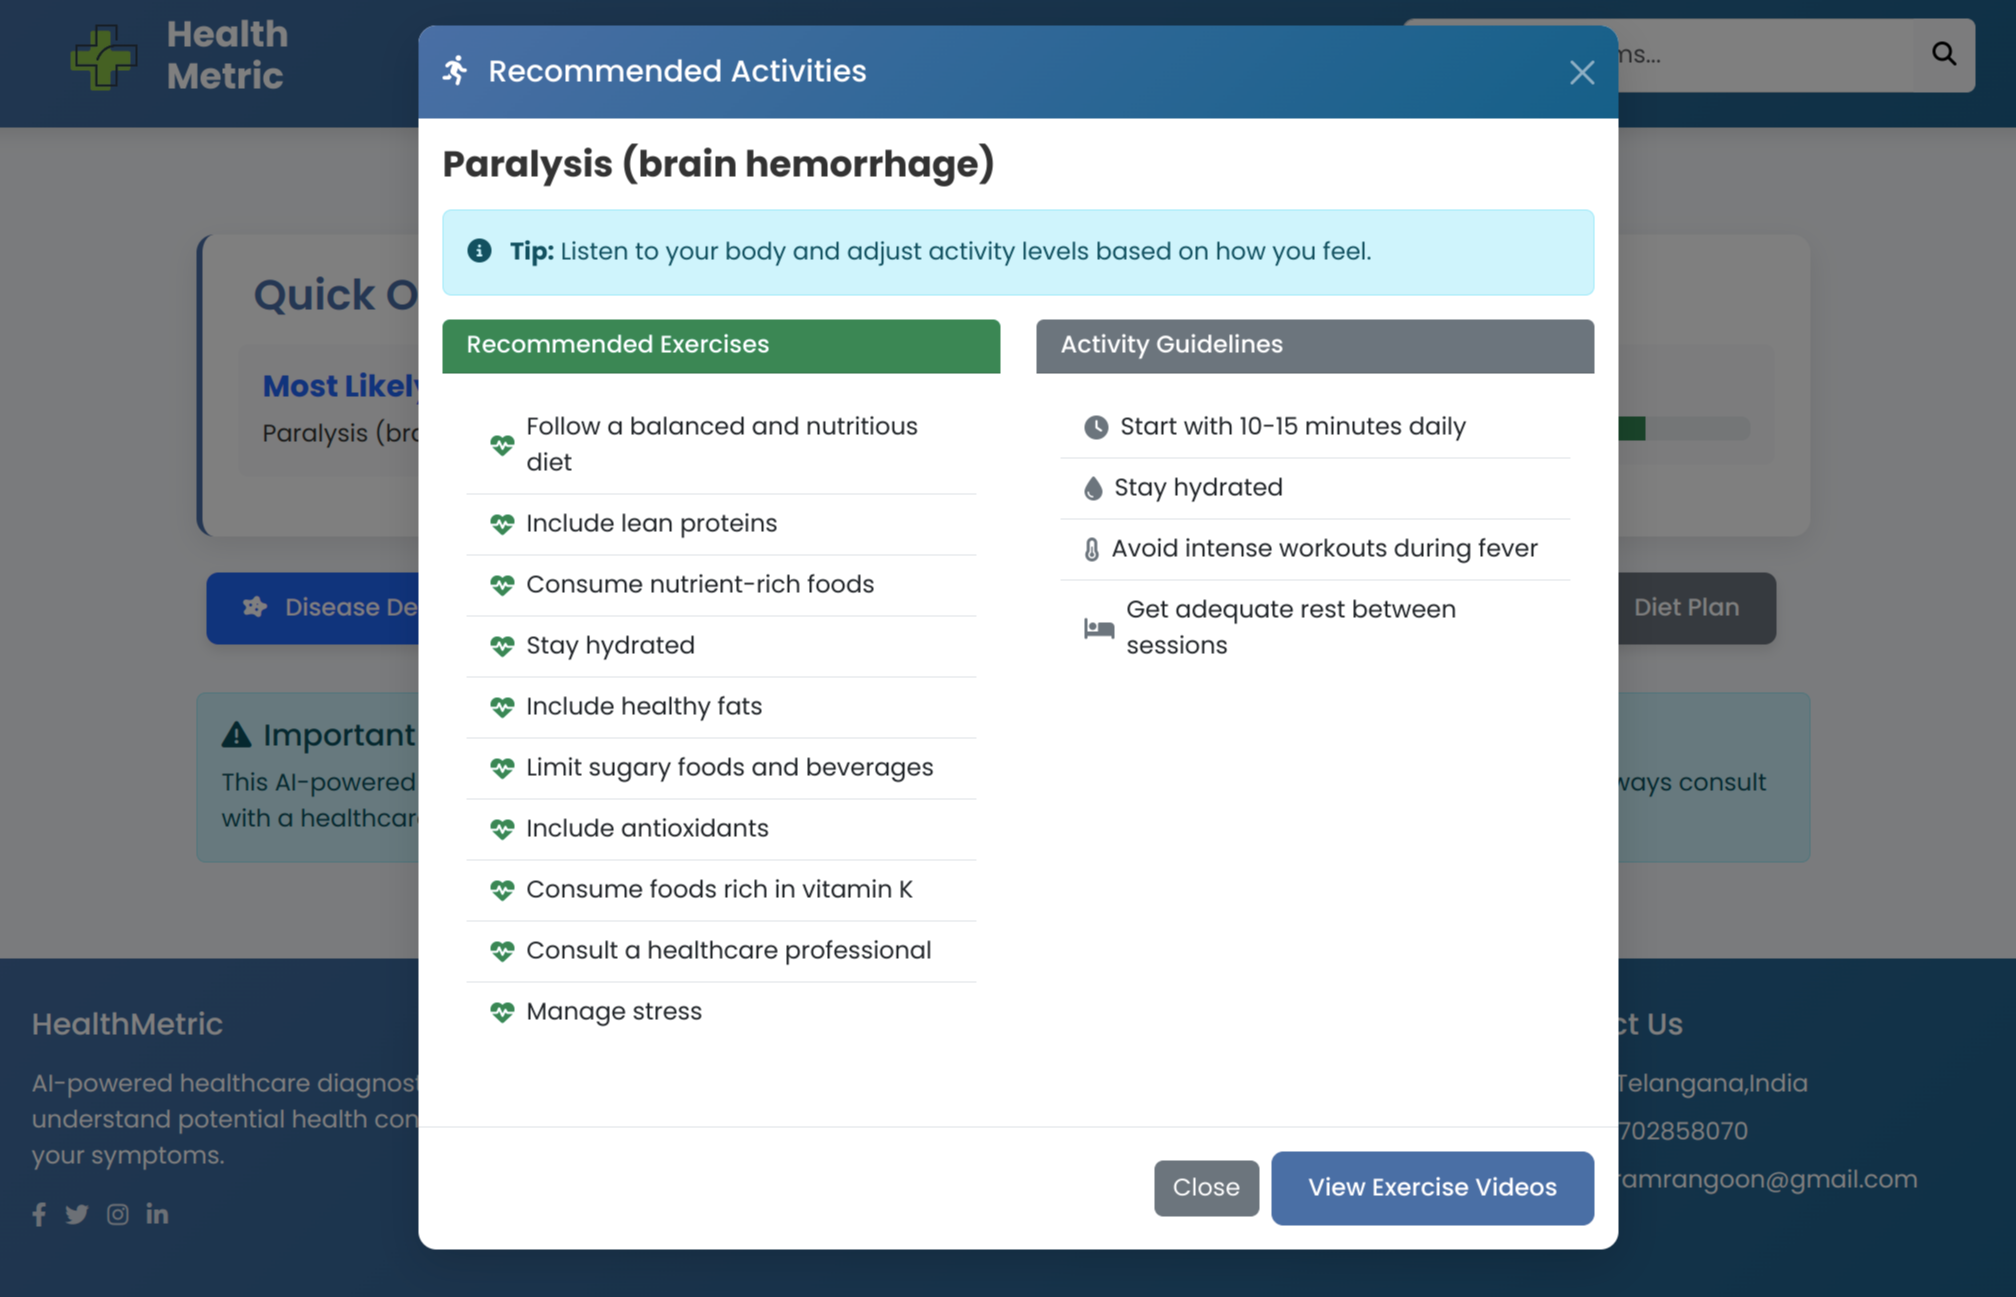 Health
Metric
Recommended Activities
ms...
Paralysis (brain hemorrhage)
Tip: Listen to your body and adjust activity levels based on how you feel.
Quick O
Most Likely
Paralysis (bra
Recommended Exercises
Follow a balanced and nutritious
diet
Include lean proteins
Consume nutrient-rich foods
Stay hydrated
Include healthy fats
Limit sugary foods and beverages
Include antioxidants
Consume foods rich in vitamin K
Consult a healthcare professional
Manage stress
Activity Guidelines
Start with 10-15 minutes daily
Stay hydrated
Avoid intense workouts during fever
Get adequate rest between
sessions
Disease De
Diet Plan
Important
This AI-powered
ways consult
with a healthcar
HealthMetric
AI-powered healthcare diagnost
understand potential health con
your symptoms.
ct Us
Telangana,India
702858070
ramrangoon@gmail.com
Close
View Exercise Videos